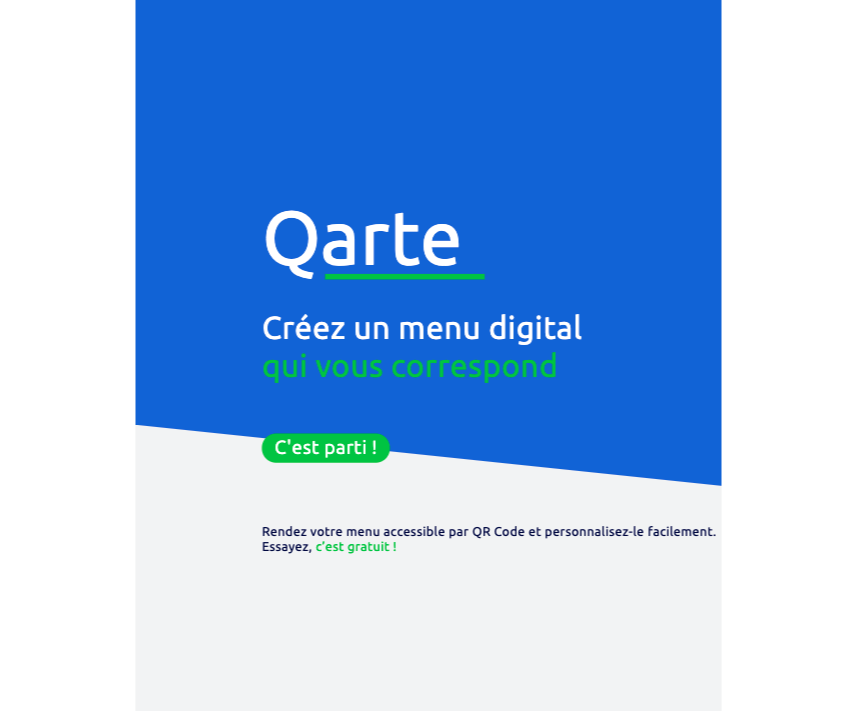 Qarte
Créez un menu digital
qui vous correspond
C'est parti !
Rendez votre menu accessible par QR Code et personnalisez-le facilement.
Essayez, c'est gratuit !